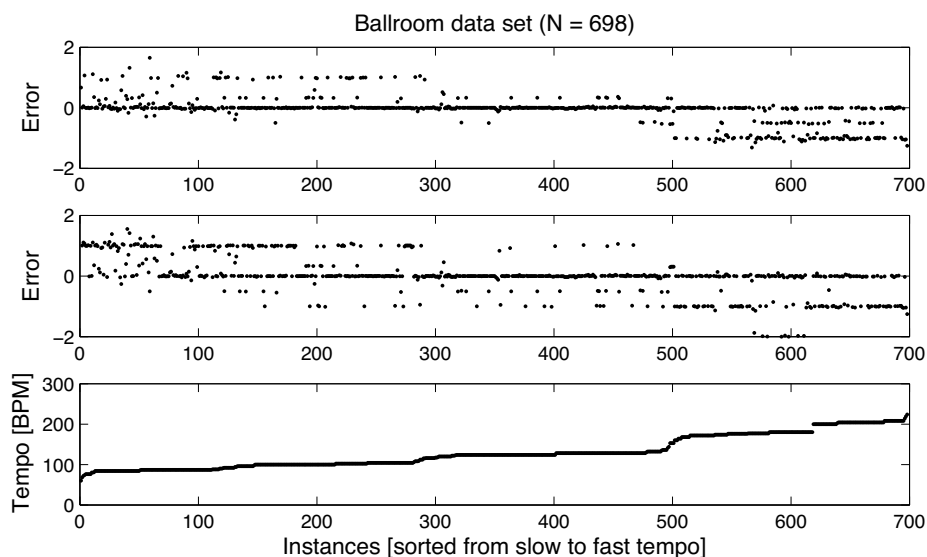 Ballroom data set (N = 698)
Error
2
0
−2
0 100 200 300 400 500 600 700
Error
2
0
−2
0 100 200 300 400 500 600 700
Tempo [BPM]
300
200
100
0
0 100 200 300 400 500 600 700
Instances [sorted from slow to fast tempo]